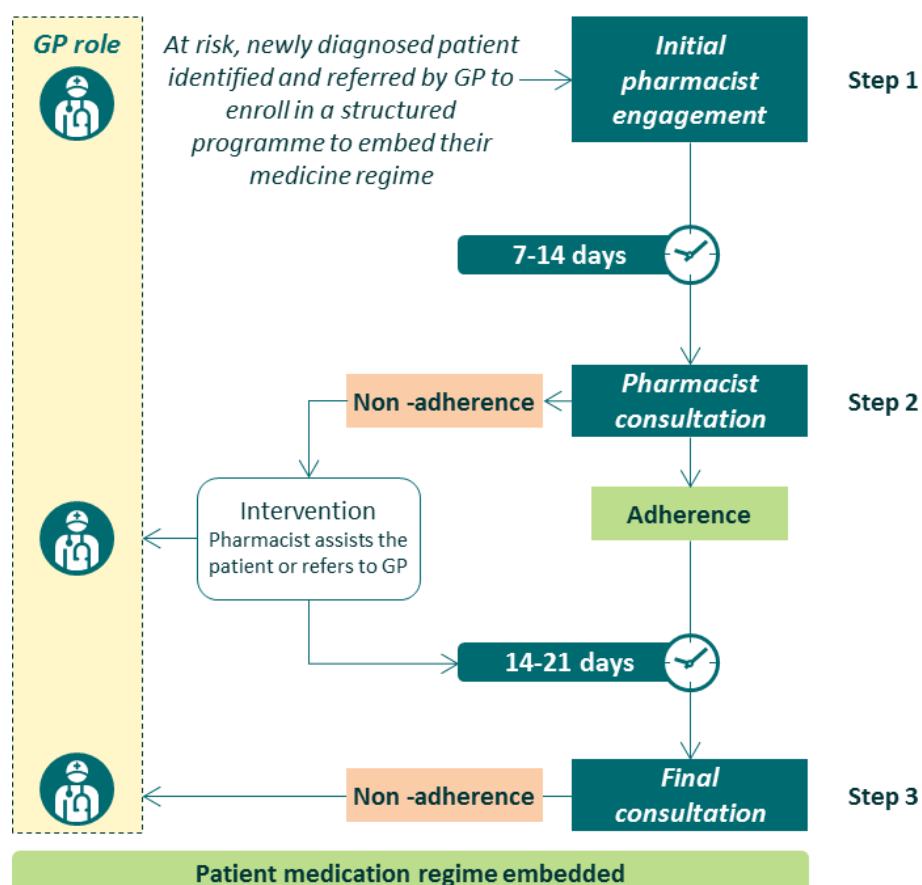 GP role
At risk, newly diagnosed patient
identified and referred by GP to
enroll in a structured
programme to embed their
medicine regime
Initial
pharmacist
engagement
Step 1
7-14 days
Non -adherence
Pharmacist
consultation
Step 2
Intervention
Pharmacist assists the
patient or refers to GP
Adherence
14-21 days
Non -adherence
Final
consultation
Step 3
Patient medication regime embedded